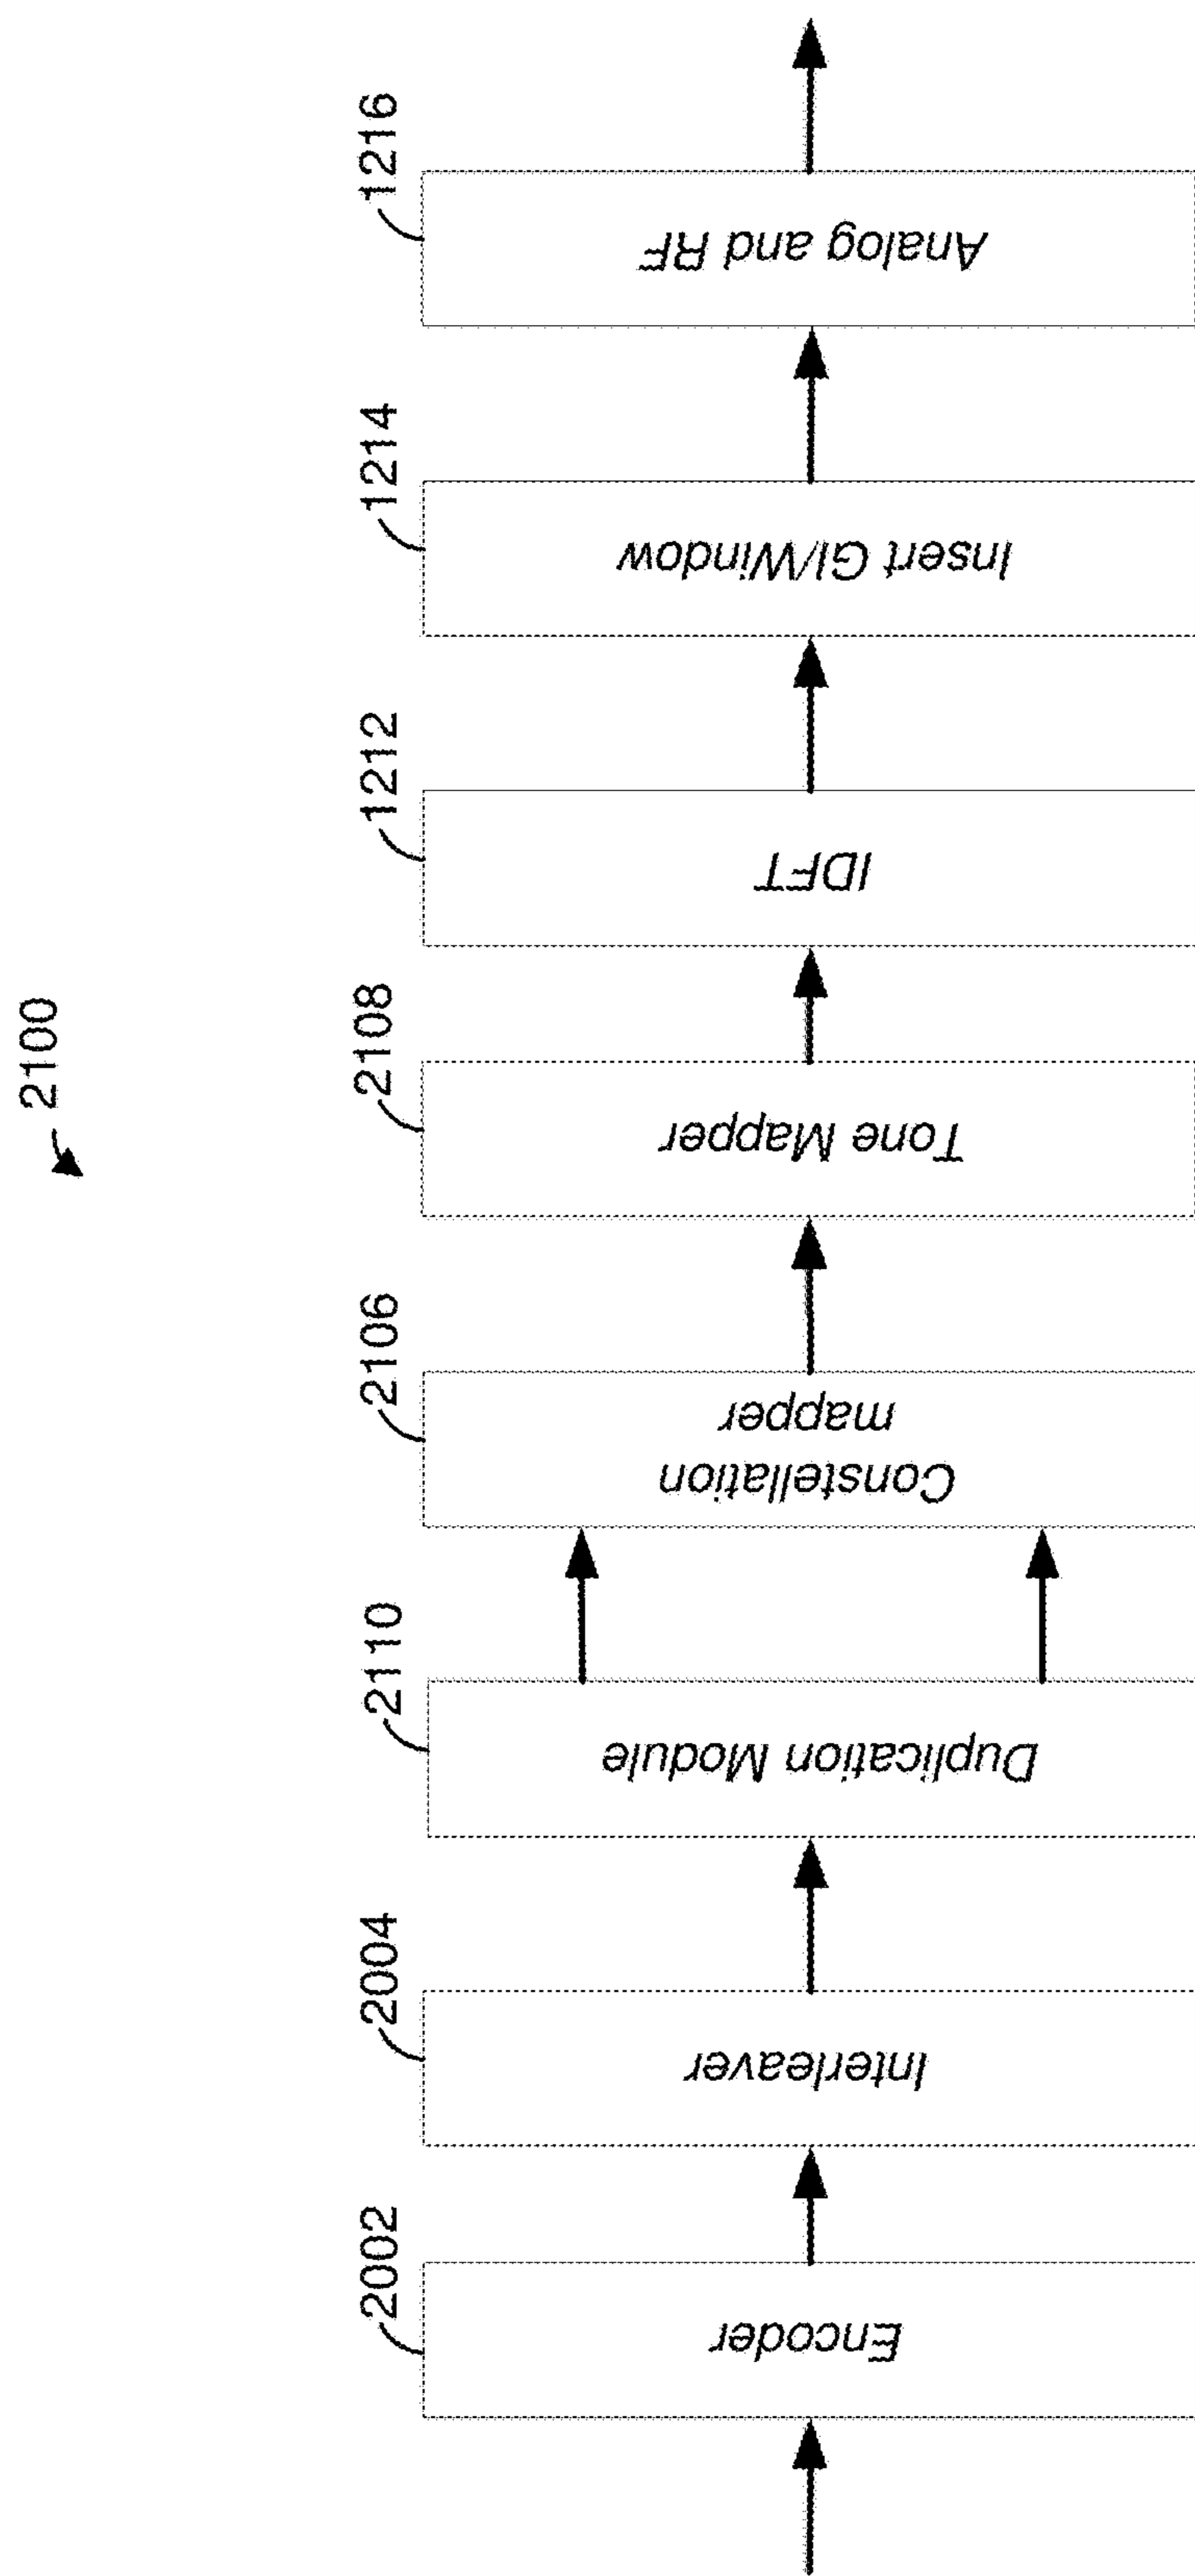 2100
2002
Encoder
2004
Interleaver
2110
Duplication Module
2106
Constellation
mapper
2108
Tone Mapper
1212
IDFT
1214
Insert GI/Window
1216
Analog and RF